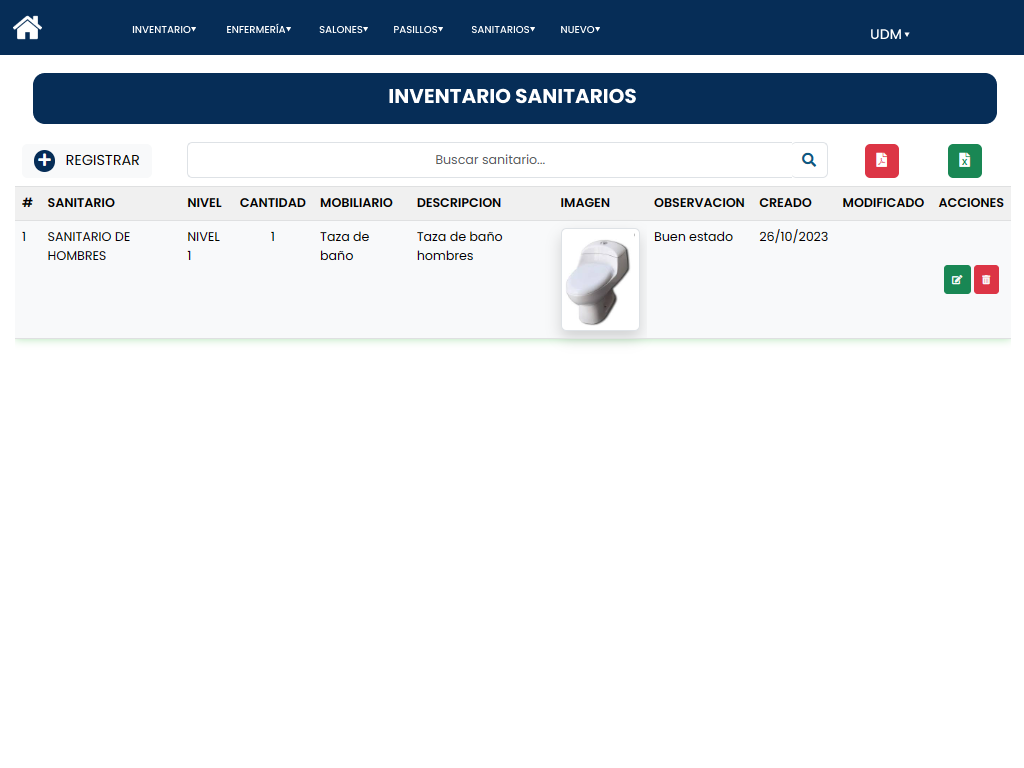 INVENTARIO▾ ENFERMERÍA▾ SALONES▾ PASILLOS▾ SANITARIOS▾ NUEVO▾ UDM ▾
INVENTARIO SANITARIOS
REGISTRAR Buscar sanitario...
# SANITARIO NIVEL CANTIDAD MOBILIARIO DESCRIPCION IMAGEN OBSERVACION CREADO MODIFICADO ACCIONES
1 SANITARIO DE NIVEL 1 Taza de Taza de baño Buen estado 26/10/2023
HOMBRES 1 baño hombres